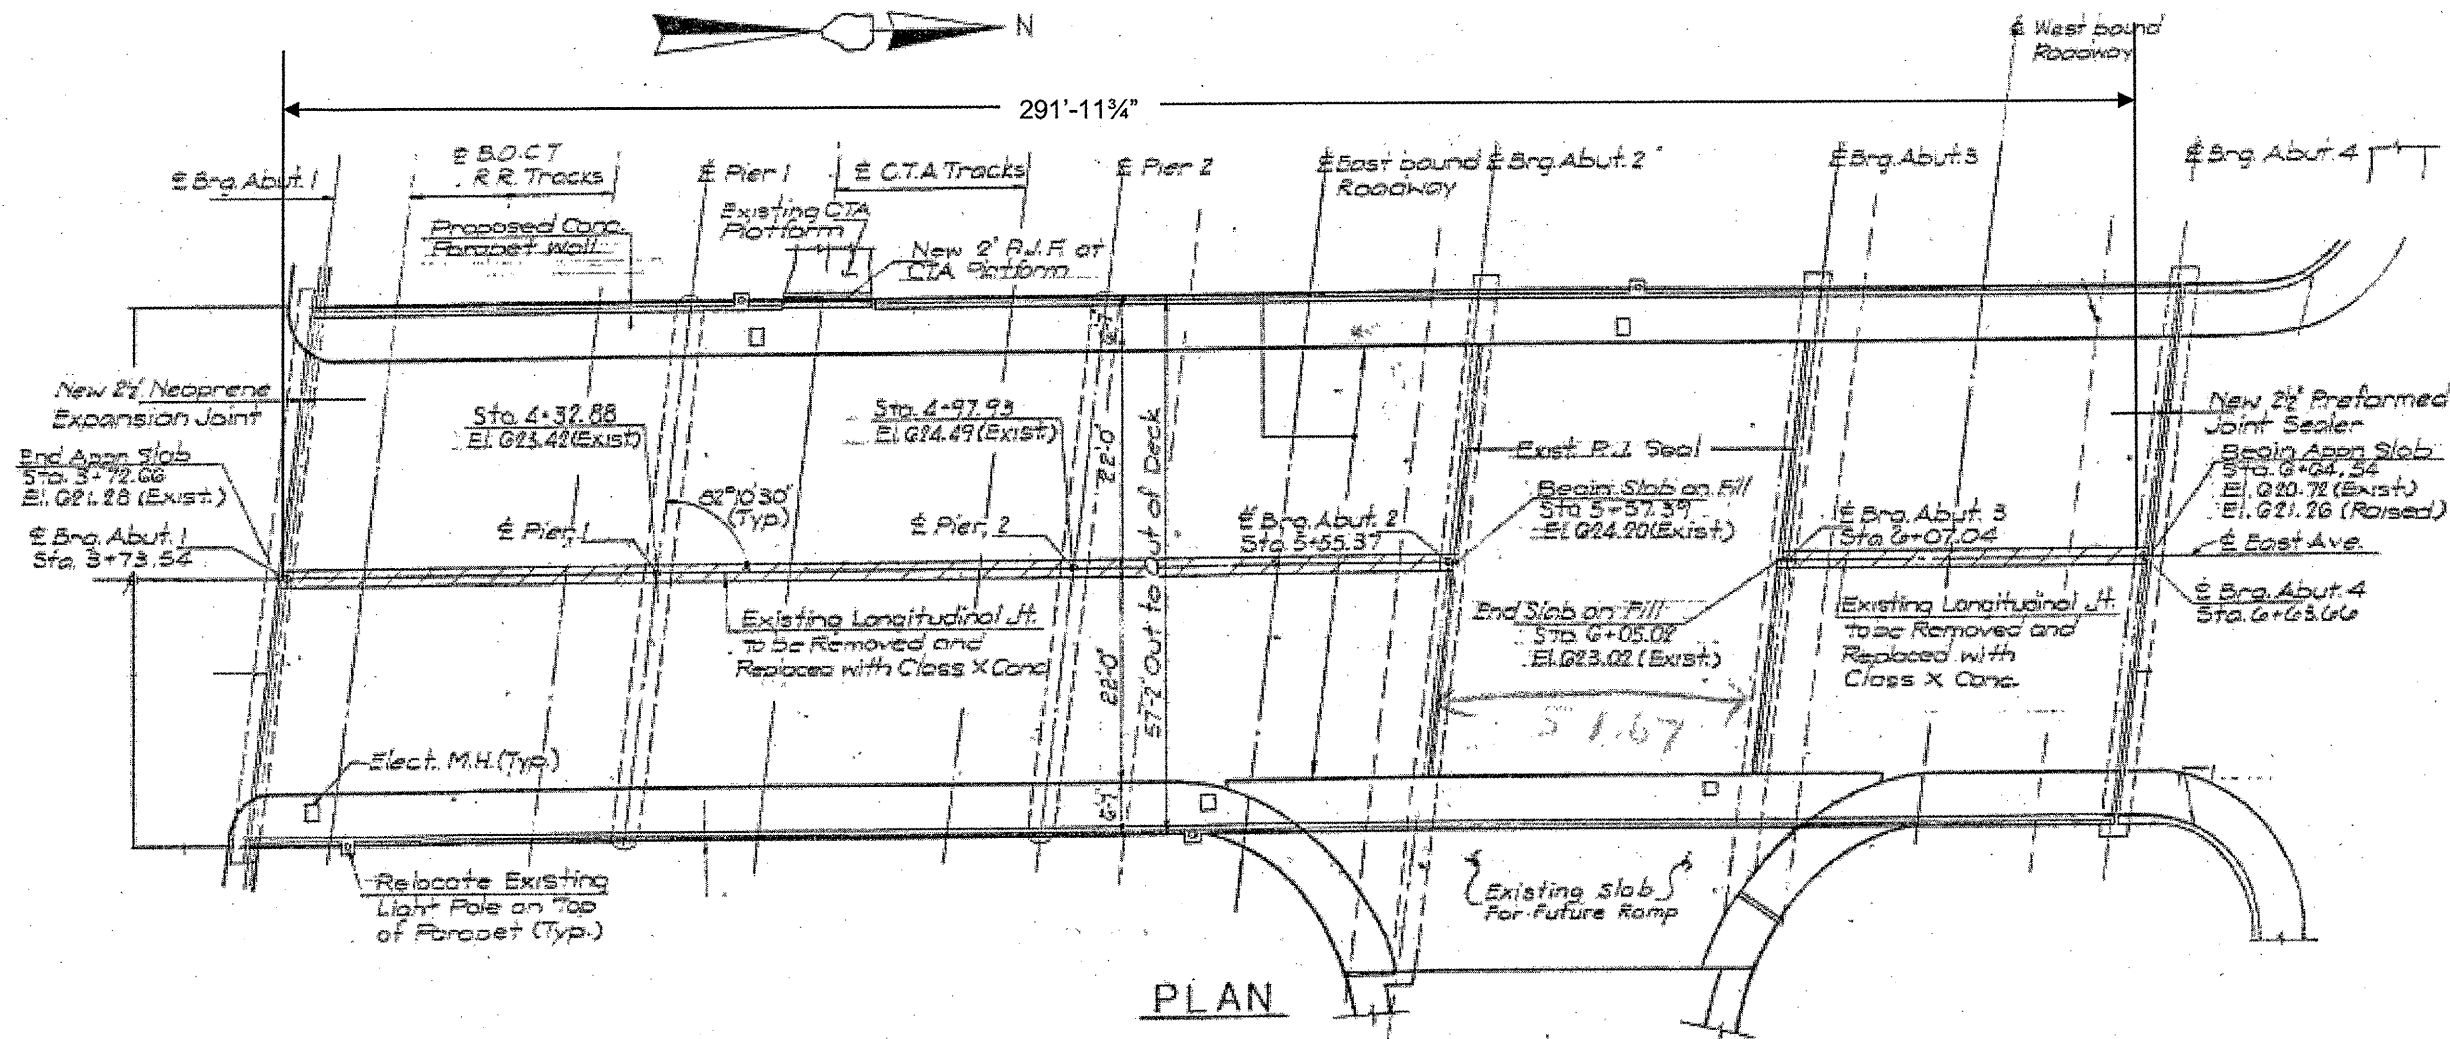 N
℄ West bound
Roadway
291'-11¾"
℄ Brg. Abut. 1
℄ B.O.C.T
R.R. Tracks
℄ Pier 1
℄ C.T.A. Tracks
℄ Pier 2
℄ East bound
Roadway
℄ Brg. Abut. 2
℄ Brg. Abut. 3
℄ Brg. Abut. 4
Proposed Conc.
Parapet Wall
Existing CTA
Platform
New 2" P.J.F. at
CTA Platform
6'-7"
New 2½" Neoprene
Expansion Joint
End Appr. Slab
Sta. 3+72.66
El. 621.28 (Exist.)
℄ Brg. Abut. 1
Sta. 3+73.54
Sta. 4+32.88
El. 623.42 (Exist)
℄ Pier, 1
82°10'30"
(Typ.)
Sta. 4+97.93
El. 624.49 (Exist)
℄ Pier, 2
22'-0"
57'-2" Out to Out of Deck
22'-0"
6'-7"
Exist. P.J. Seal
℄ Brg. Abut. 2
Sta. 5+55.37
Begin Slab on Fill
Sta 5+57.39
El. 624.20 (Exist)
℄ Brg. Abut. 3
Sta. 6+07.04
New 2½" Preformed
Joint Sealer
Begin Appr. Slab
Sta. 6+64.54
El. 620.72 (Exist)
El. 621.26 (Raised)
℄ East Ave.
℄ Brg. Abut. 4
Sta. 6+63.66
Existing Longitudinal Jt.
To be Removed and
Replaced with Class X Conc
End Slab on Fill
Sta. 6+05.02
El. 623.02 (Exist.)
Existing Longitudinal Jt.
to be Removed and
Replaced with
Class X Conc.
51.67
Elect. M.H. (Typ.)
Relocate Existing
Light Pole on Top
of Parapet (Typ.)
Existing Slab
For Future Ramp
PLAN